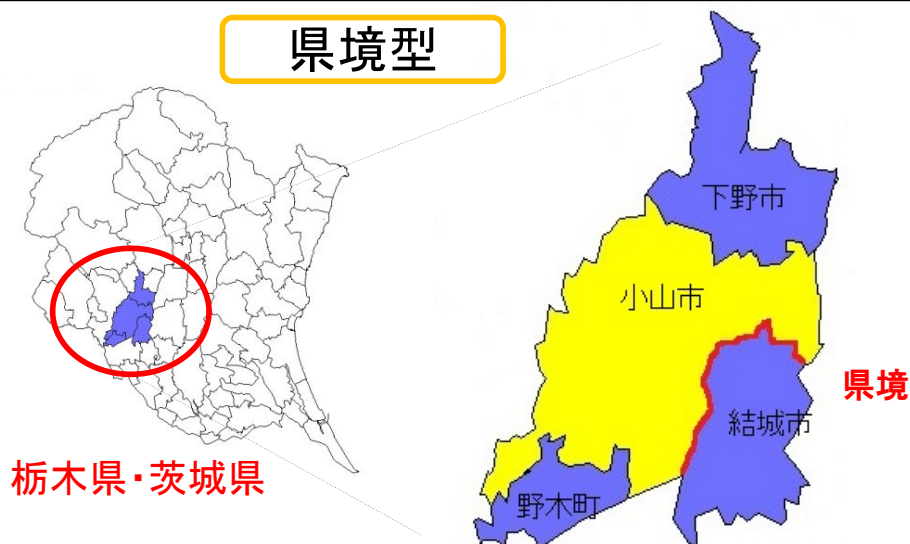 県境型
下野市
小山市
県境
結城市
栃木県・茨城県
野木町